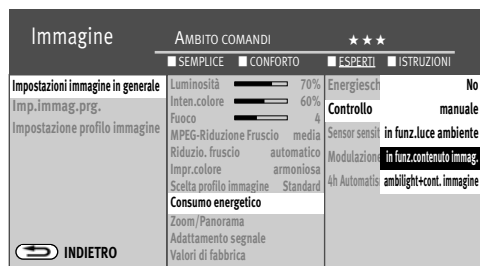 Immagine
AMBITO COMANDI
★★★
SEMPLICE CONFORTO ESPERTI ISTRUZIONI
Impostazioni immagine in generale
Imp.immag.prg.
Impostazione profilo immagine
INDIETRO
Luminosità 70%
Inten.colore 60%
Fuoco 4
MPEG-Riduzione Fruscio media
Riduzio. fruscio automatico
Impr.colore armoniosa
Scelta profilo immagine Standard
Consumo energetico
Zoom/Panorama
Adattamento segnale
Valori di fabbrica
Energiesch No
Controllo manuale
Sensor sensit in funz.luce ambiente
Modulazione in funz.contenuto immag.
4h Automatis ambilight+cont. immagine